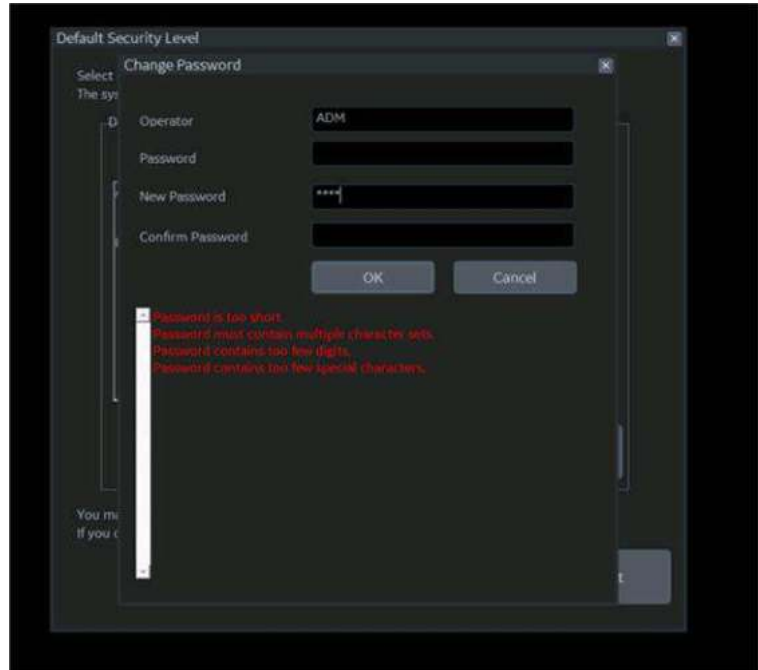 Default Security Level
Change Password
Select
The sys
Operator
ADM
Password
New Password
****
Confirm Password
OK
Cancel
Password is too short.
Password must contain multiple character sets.
Password contains too few digits.
Password contains too few special characters.
You ma
If you c
t